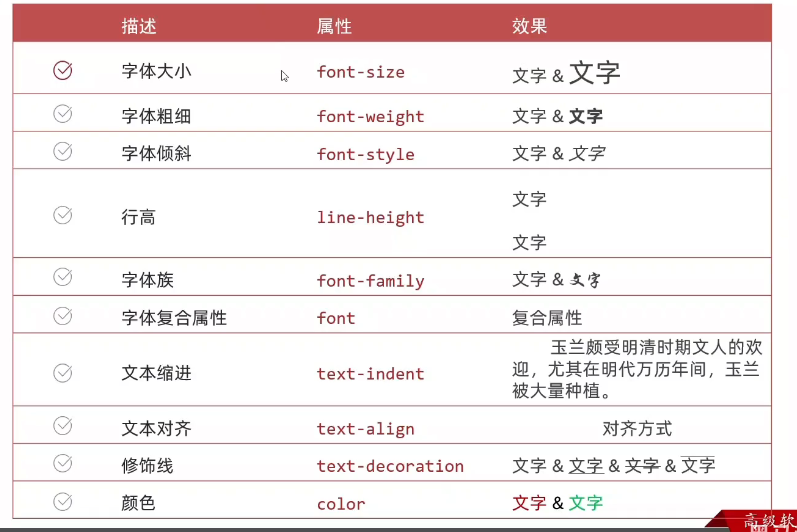 描述 属性 效果
字体大小 font-size 文字 & 文字
字体粗细 font-weight 文字 & 文字
字体倾斜 font-style 文字 & 文字
行高 line-height 文字
文字
字体族 font-family 文字 & 文字
字体复合属性 font 复合属性
文本缩进 text-indent 玉兰颇受明清时期文人的欢
迎，尤其在明代万历年间，玉兰
被大量种植。
文本对齐 text-align 对齐方式
修饰线 text-decoration 文字 & 文字 & 文字 & 文字
颜色 color 文字 & 文字
高级软